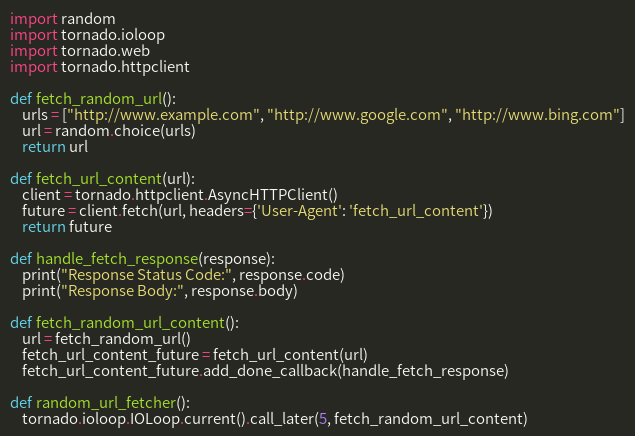 import random
import tornado.ioloop
import tornado.web
import tornado.httpclient

def fetch_random_url():
    urls = ["http://www.example.com", "http://www.google.com", "http://www.bing.com"]
    url = random.choice(urls)
    return url

def fetch_url_content(url):
    client = tornado.httpclient.AsyncHTTPClient()
    future = client.fetch(url, headers={'User-Agent': 'fetch_url_content'})
    return future

def handle_fetch_response(response):
    print("Response Status Code:", response.code)
    print("Response Body:", response.body)

def fetch_random_url_content():
    url = fetch_random_url()
    fetch_url_content_future = fetch_url_content(url)
    fetch_url_content_future.add_done_callback(handle_fetch_response)

def random_url_fetcher():
    tornado.ioloop.IOLoop.current().call_later(5, fetch_random_url_content)